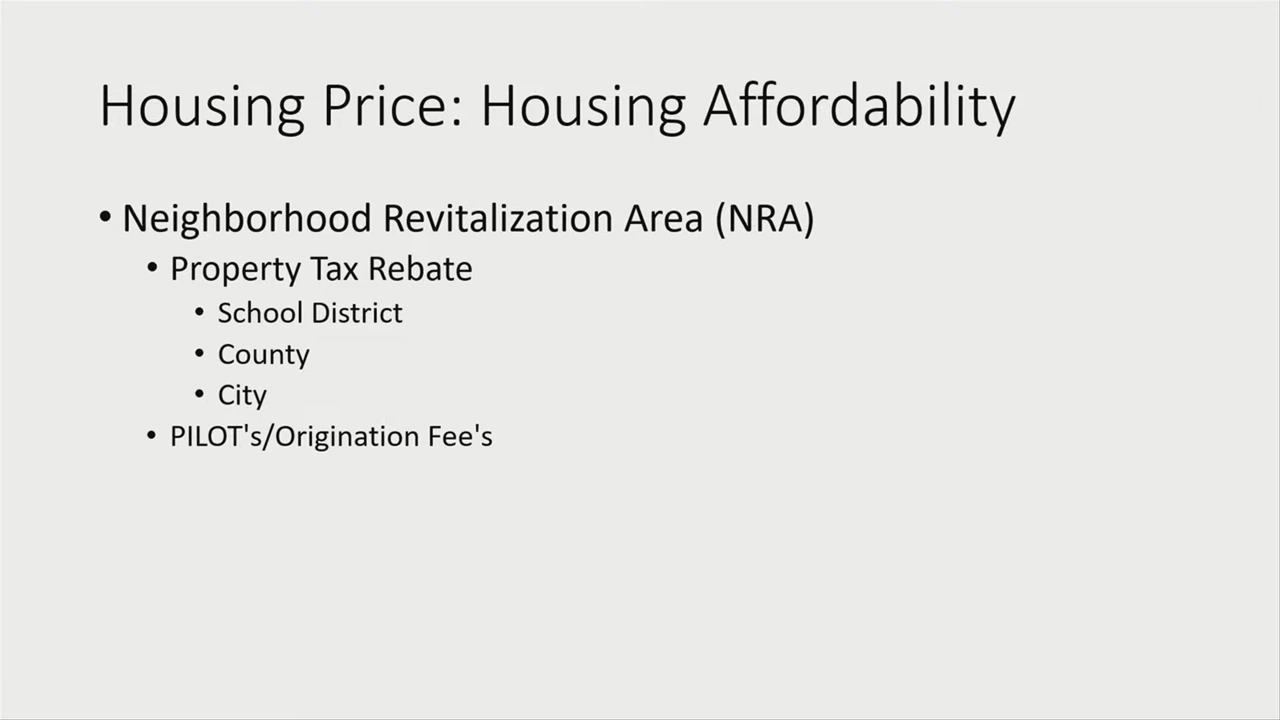 Housing Price: Housing Affordability
• Neighborhood Revitalization Area (NRA)
• Property Tax Rebate
• School District
• County
• City
• PILOT's/Origination Fee's